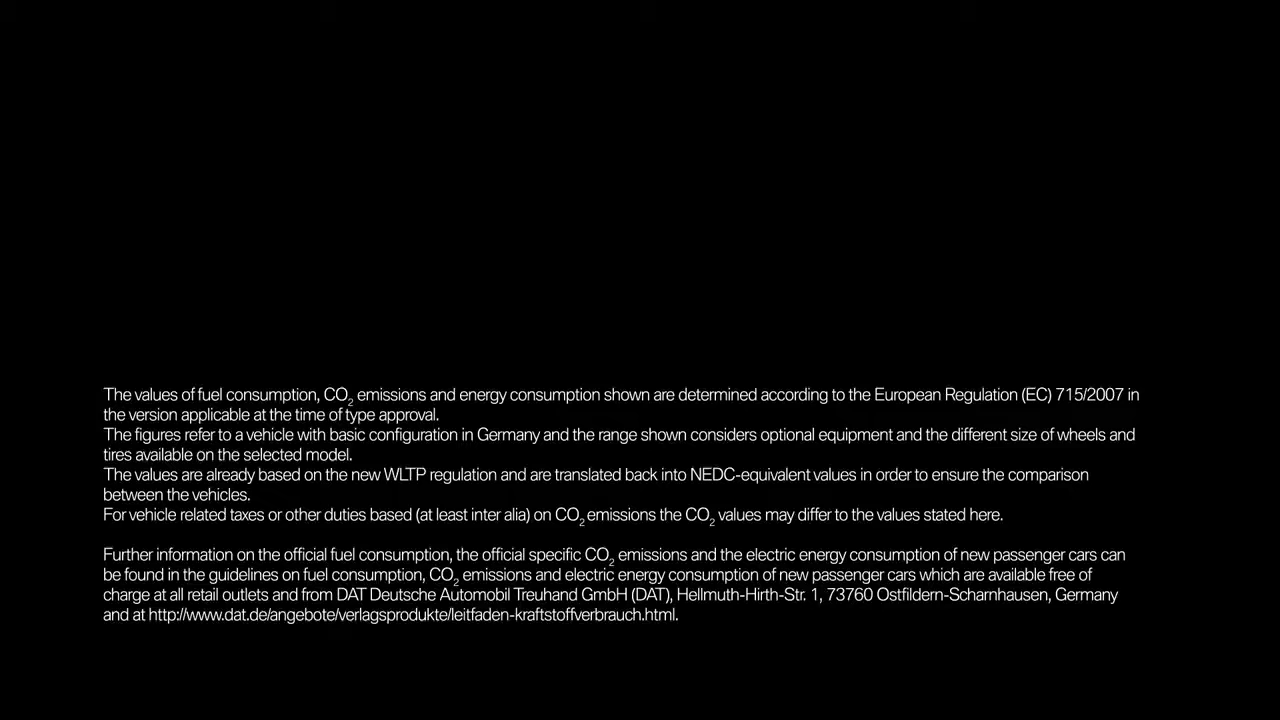 The values of fuel consumption, CO₂ emissions and energy consumption shown are determined according to the European Regulation (EC) 715/2007 in
the version applicable at the time of type approval.
The figures refer to a vehicle with basic configuration in Germany and the range shown considers optional equipment and the different size of wheels and
tires available on the selected model.
The values are already based on the new WLTP regulation and are translated back into NEDC-equivalent values in order to ensure the comparison
between the vehicles.
For vehicle related taxes or other duties based (at least inter alia) on CO₂ emissions the CO₂ values may differ to the values stated here.
Further information on the official fuel consumption, the official specific CO₂ emissions and the electric energy consumption of new passenger cars can
be found in the guidelines on fuel consumption, CO₂ emissions and electric energy consumption of new passenger cars which are available free of
charge at all retail outlets and from DAT Deutsche Automobil Treuhand GmbH (DAT), Hellmuth-Hirth-Str. 1, 73760 Ostfildern-Scharnhausen, Germany
and at http://www.dat.de/angebote/verlagsprodukte/leitfaden-kraftstoffverbrauch.html.